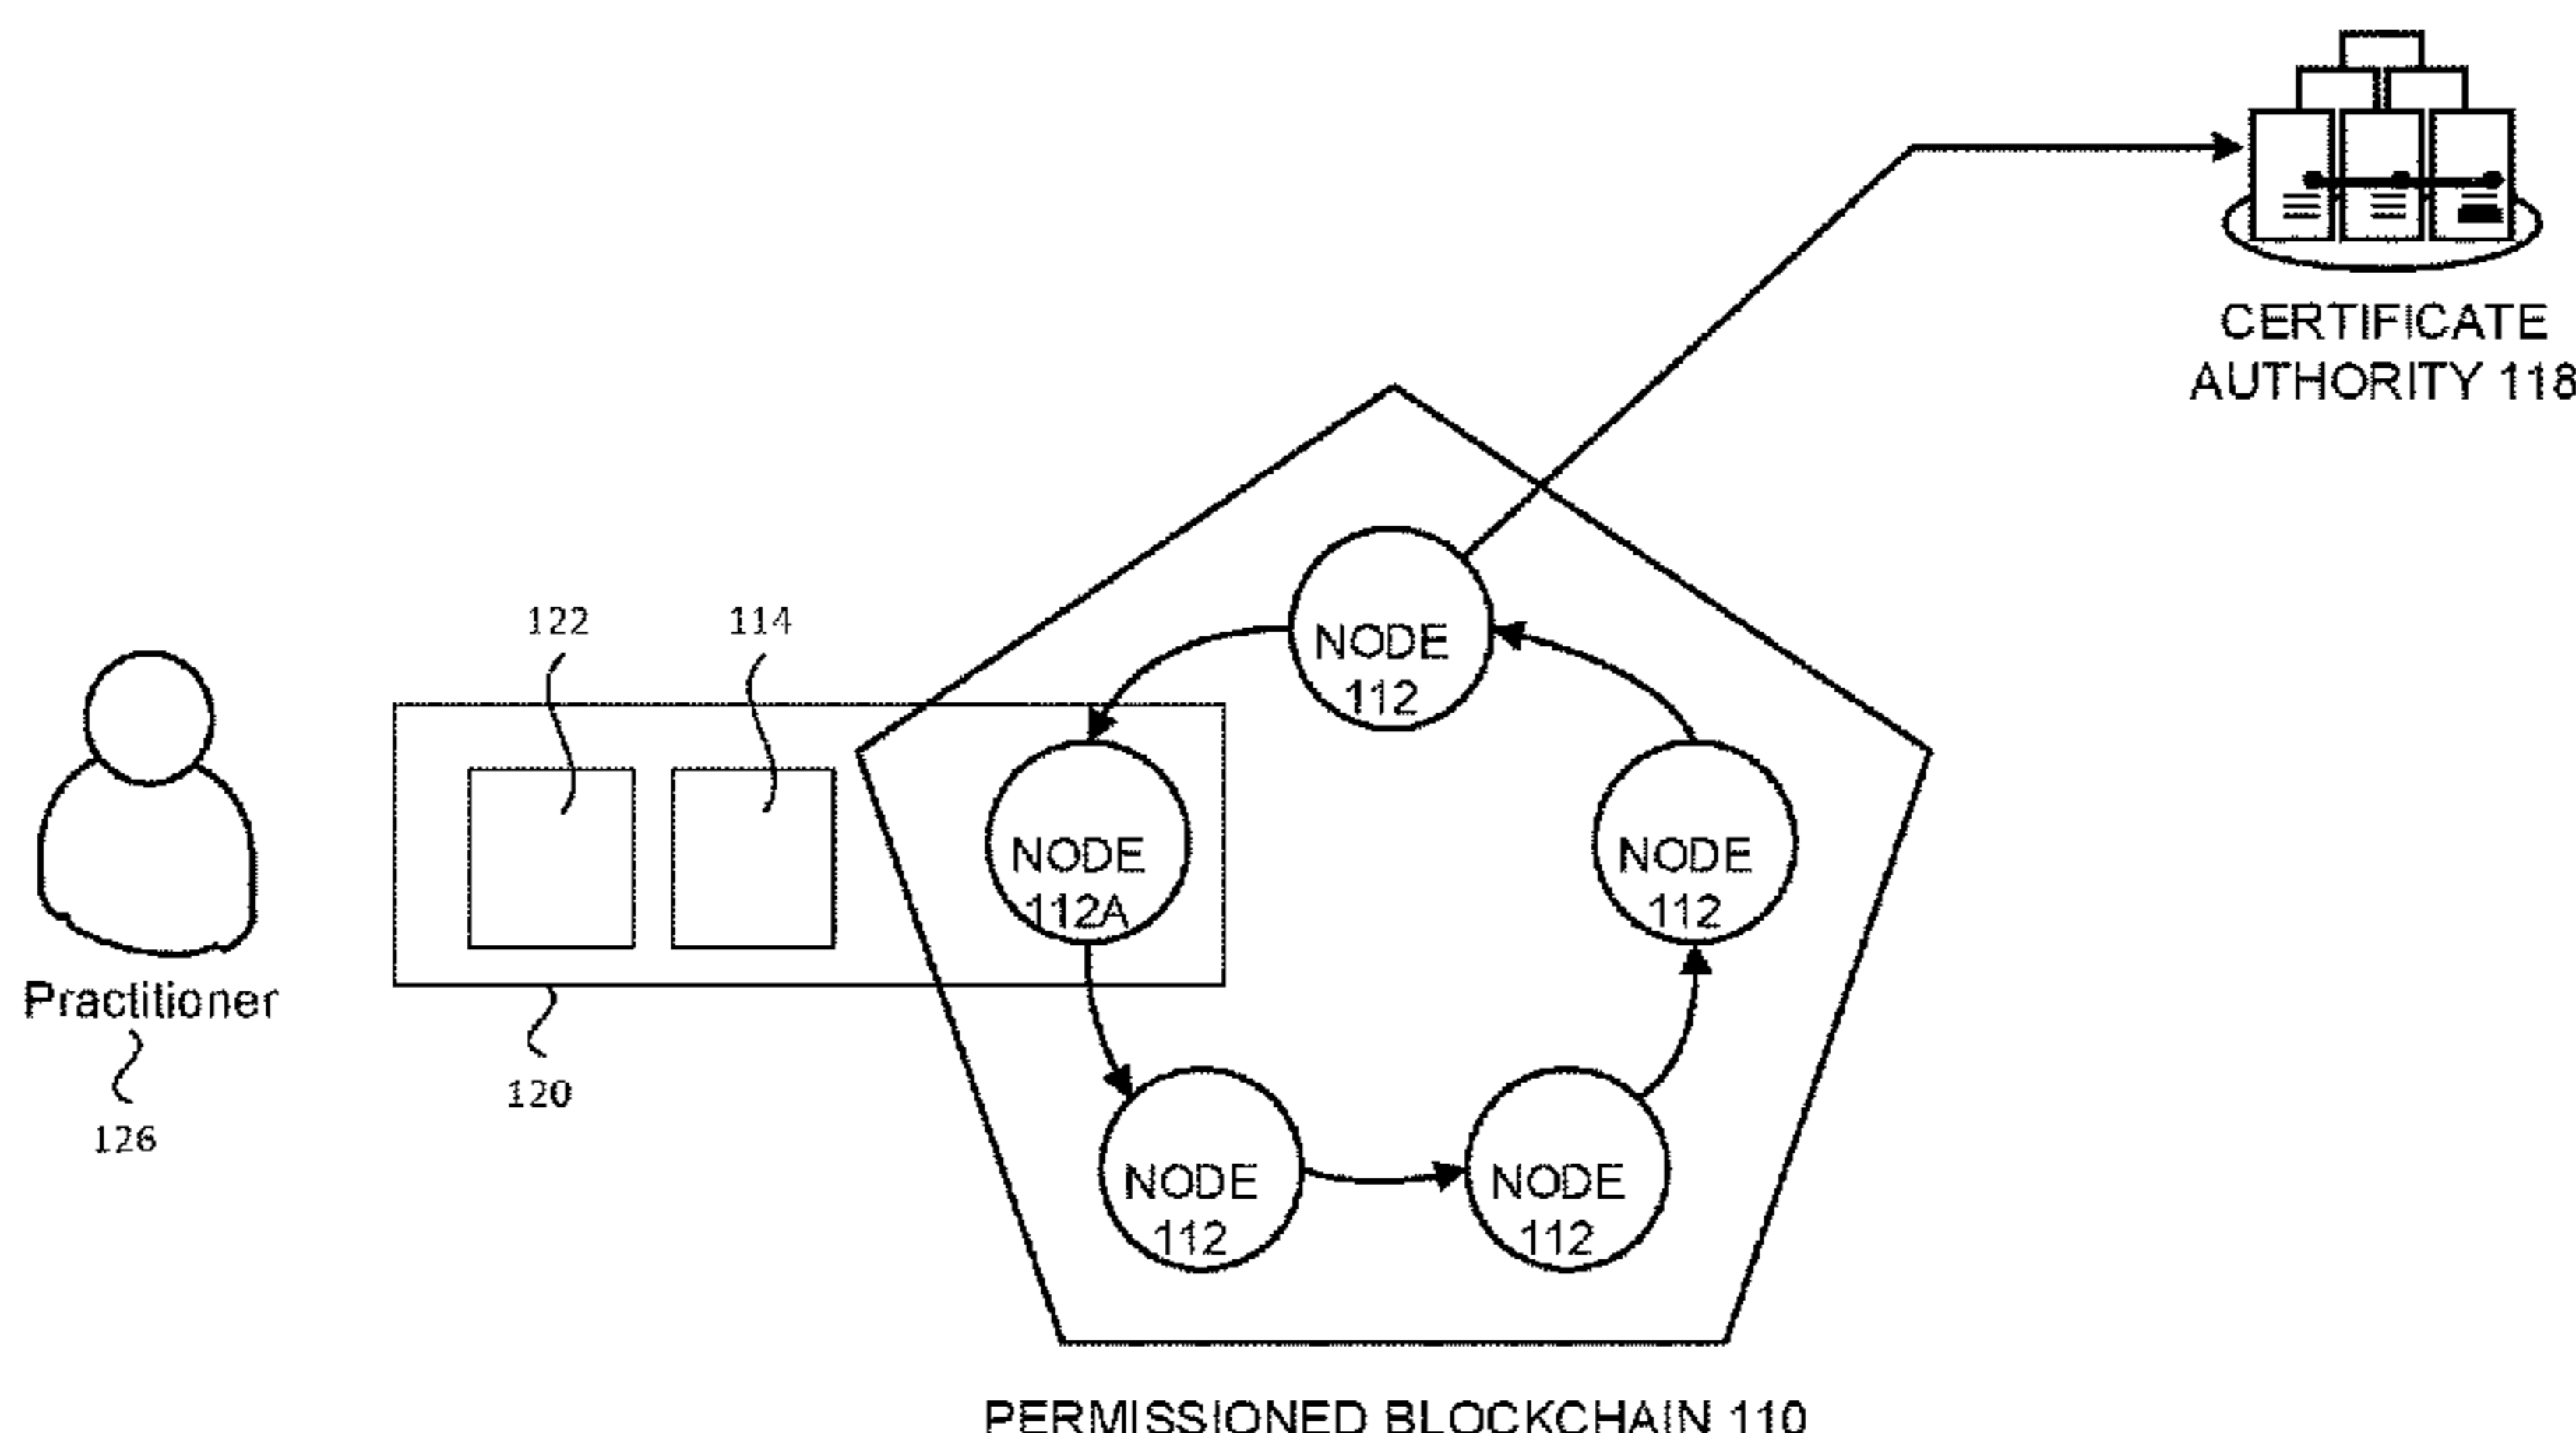 CERTIFICATE
AUTHORITY 118
122
114
NODE
112
NODE
112A
NODE
112
Practitioner
126
120
NODE
112
NODE
112
PERMISSIONED BLOCKCHAIN 110